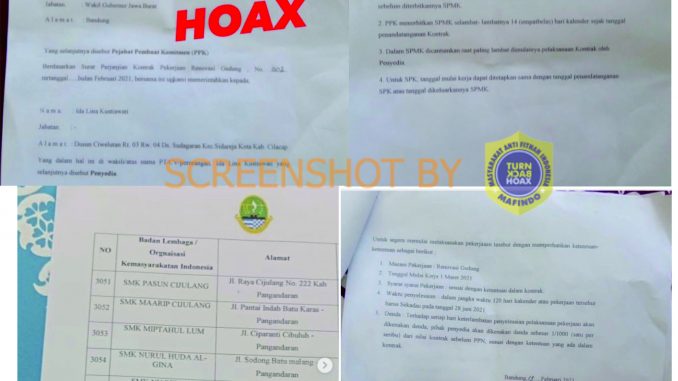 Jabatan: Wakil Gubernur Jawa Barat
Alamat: Bandung
HOAX
Yang selanjutnya disebut Pejabat Pembuat Komitmen (PPK)
Berdasarkan Surat Perjanjian Kontrak Pekerjaan Renovasi Gedung , No.
tertanggal ... bulan Februari 2021, bersama ini memerintahkan kepada
Nama: Ida Lina Kustiawati
Jabatan : -
Alamat: Dusun Ciweluran Rt. 03 Rw. 04 Ds. Sudagaran Kec Sidareja Kota Kab. Cilacap
Yang dalam hal ini di wakili/atas nama Ida Lina Kustiawati yang
selanjutnya disebut Penyedia.
sebelum diterbitkannya SPMK.
2. PPK menerbitkan SPMK selambat- lambatnya 14 (empatbelas) hari kalender sejak tanggal
penandatanganan Kontrak.
3. Dalam SPMK dicantumkan saat paling lambat dimulainya pelaksanaan Kontrak oleh
Penyedia.
4. Untuk SPK, tanggal mulai kerja dapat ditetapkan sama dengan tanggal penandatanganan
SPK atau tanggal dikeluarkannya SPMK.
SCREENSHOT BY
MASYARAKAT ANTI FITNAH INDONESIA
TURN
BACK
HOAX
MAFINDO
NO
Badan Lembaga /
Orgnaisasi
Kemasyarakatan Indonesia
Alamat
3051
SMK PASUN CIJULANG
Jl. Raya Cijulang No. 222 Kab
Pangandaran
3052
SMK MAARIP CIJULANG
Jl. Pantai Indah Batu Karas -
Pangandaran
3053
SMK MIPTAHUL LUM
Jl. Ciparanti Cibuluh -
Pangandaran
3054
SMK NURUL HUDA AL-
GINA
Jl. Sodong Batu malang
Pangandaran
Untuk segera memulai melaksanakan pekerjaan tersebut dengan memperhatikan ketentuan-
ketentuan sebagai berikut :
1. Macam Pekerjaan : Renovasi Gedung
2. Tanggal Mulai Kerja 1 Maret 2021
3. Syarat syarat Pekerjaan : sesuai dengan ketentuan dalam kontrak.
4. Waktu penyelesaian : dalam jangka waktu 120 hari kalender atau pekerjaan tersebut
harus pada tanggal 28 juni 2021
5. Denda : Terhadap setiap hari keterlambatan penyelesaian pelaksanaan pekerjaan akan
dikenakan denda, pihak penyedia akan dikenakan denda sebesar 1/1000 (satu per
seribu) dari nilai kontrak sebelum PPN, sesuai dengan ketentuan yang ada dalam
kontrak.
Bandung Februari 2021